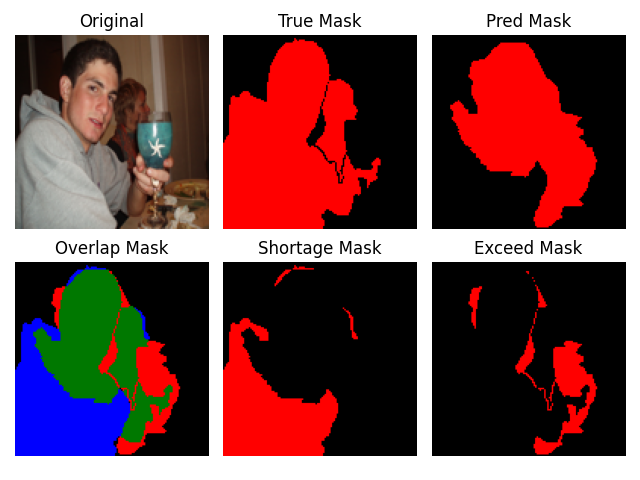 Original
True Mask
Pred Mask
Overlap Mask
Shortage Mask
Exceed Mask